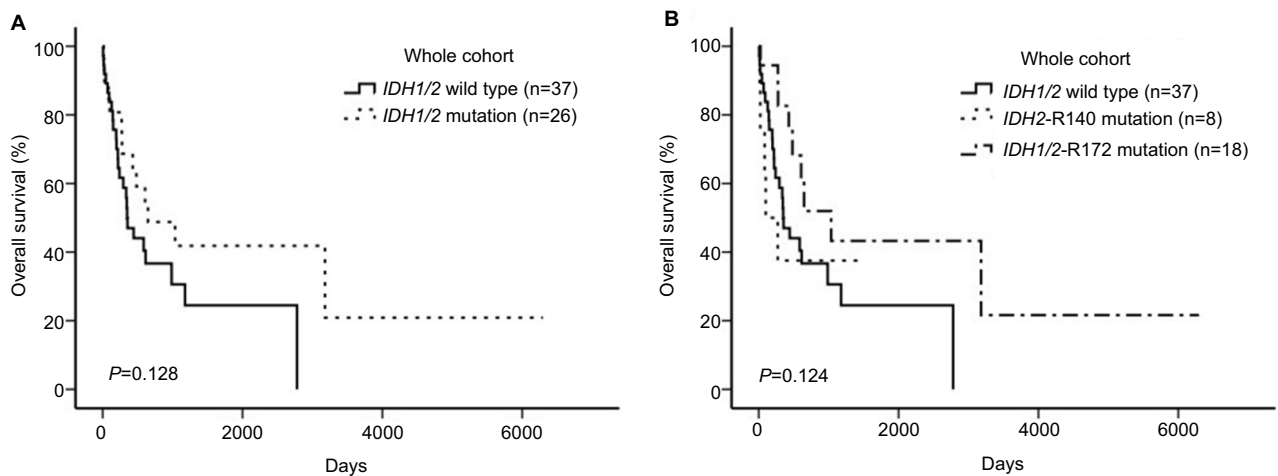 A
Whole cohort
IDH1/2 wild type (n=37)
IDH1/2 mutation (n=26)
Overall survival (%)
100
80
60
40
20
0
P=0.128
0 2000 4000 6000
Days
B
Whole cohort
IDH1/2 wild type (n=37)
IDH2-R140 mutation (n=8)
IDH1/2-R172 mutation (n=18)
Overall survival (%)
100
80
60
40
20
0
P=0.124
0 2000 4000 6000
Days